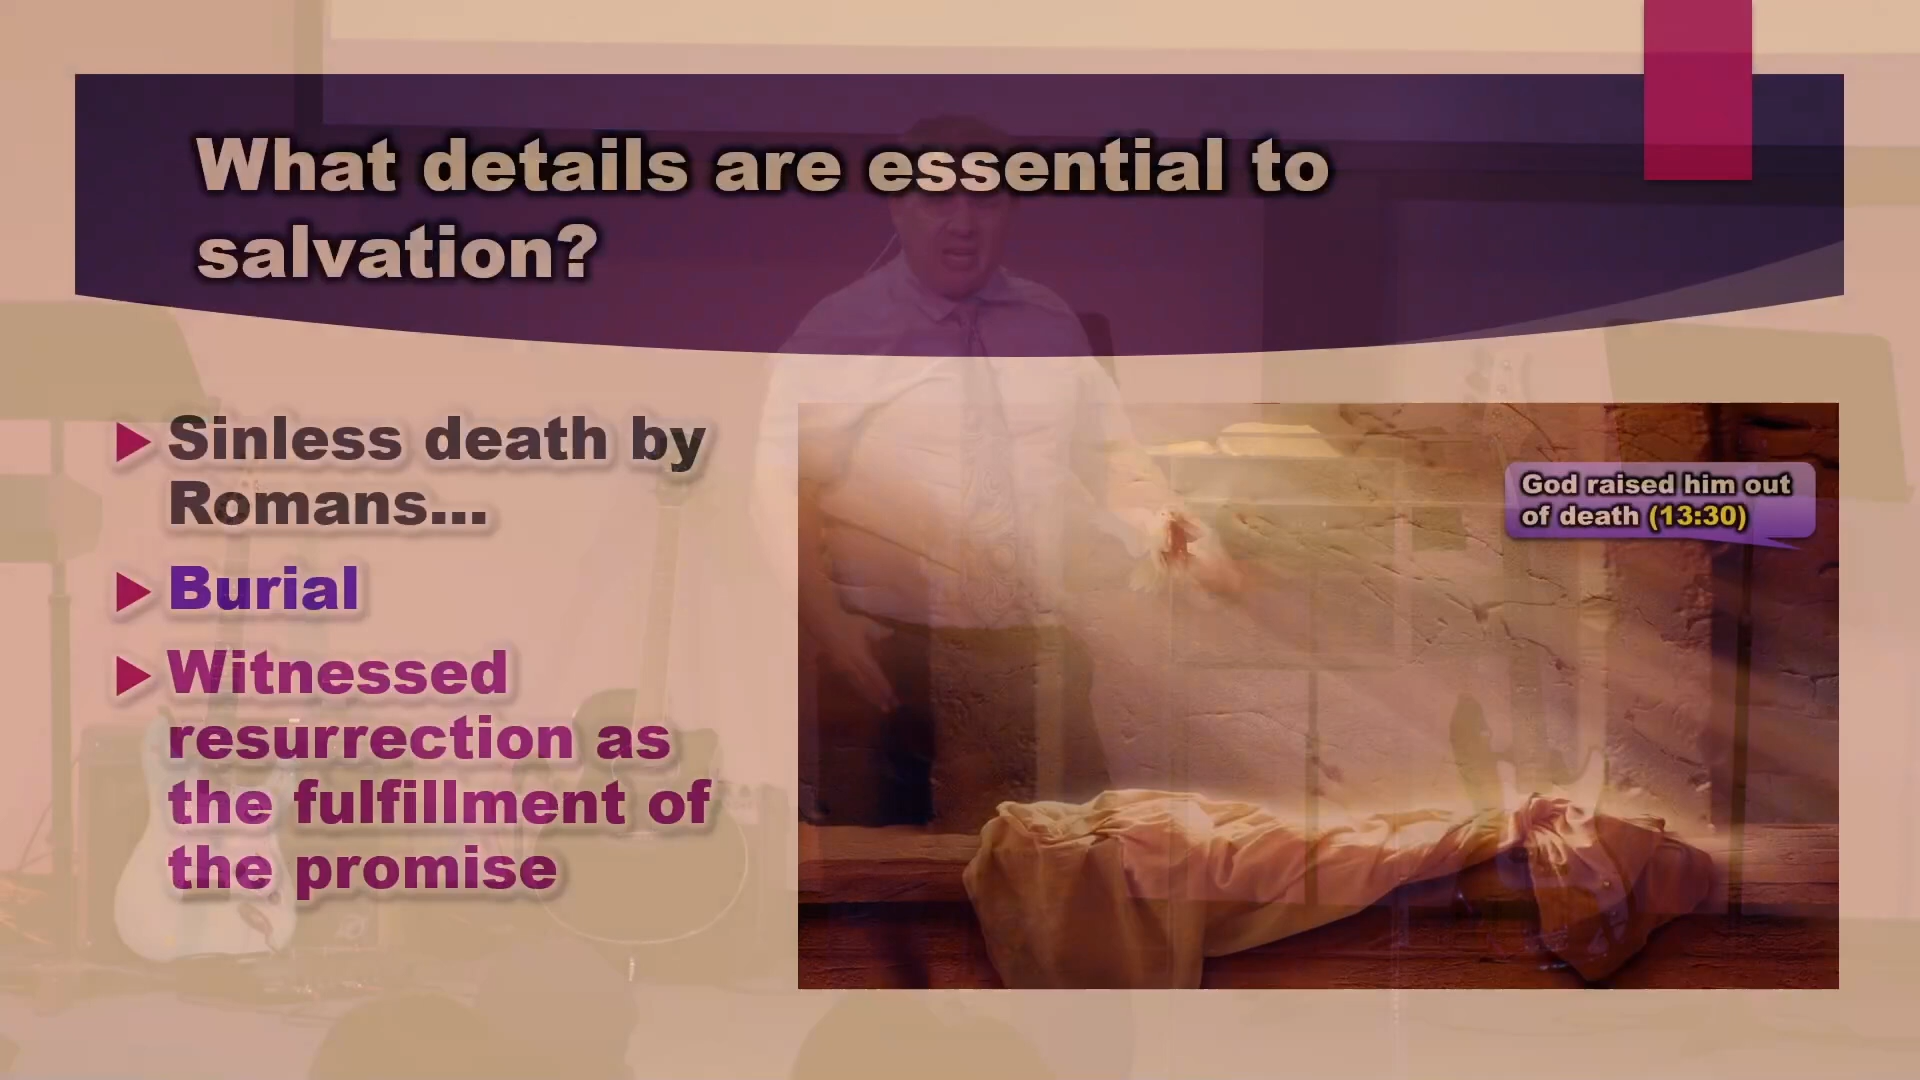 What details are essential to
salvation?
Sinless death by
Romans...
Burial
Witnessed
resurrection as
the fulfillment of
the promise
God raised him out
of death (13:30)